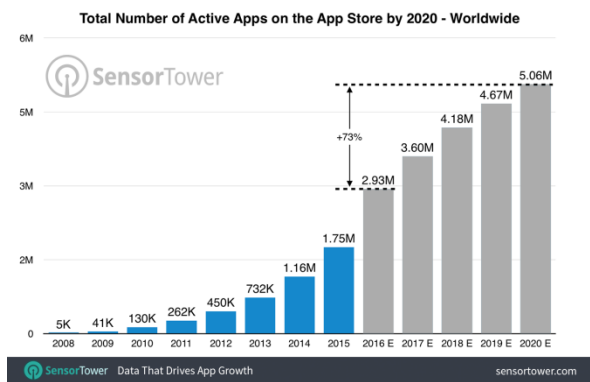 Total Number of Active Apps on the App Store by 2020 - Worldwide
6M
SensorTower
5.06M
4.67M
5M
4.18M
+73%
3.60M
3M
2.93M
2M
1.75M
1.16M
732K
450K
262K
130K
41K
5K
0
2008 2009 2010 2011 2012 2013 2014 2015 2016 E 2017 E 2018 E 2019 E 2020 E
SensorTower Data That Drives App Growth sensortower.com